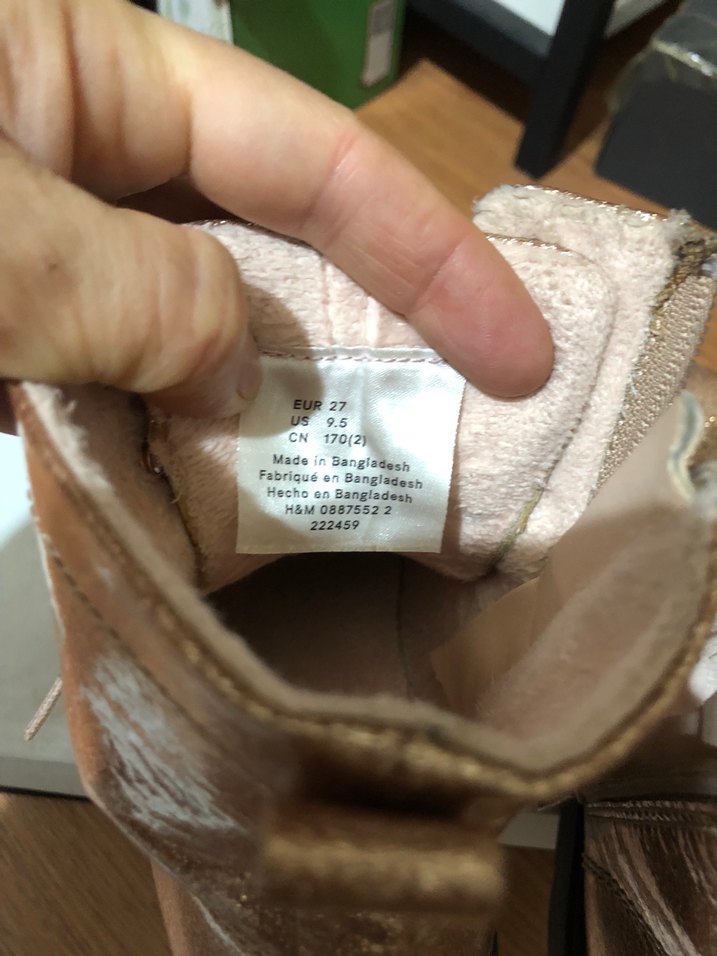 EUR 27
US 9.5
CN 170(2)
Made in Bangladesh
Fabriqué en Bangladesh
Hecho en Bangladesh
H&M 0887552 2
222459